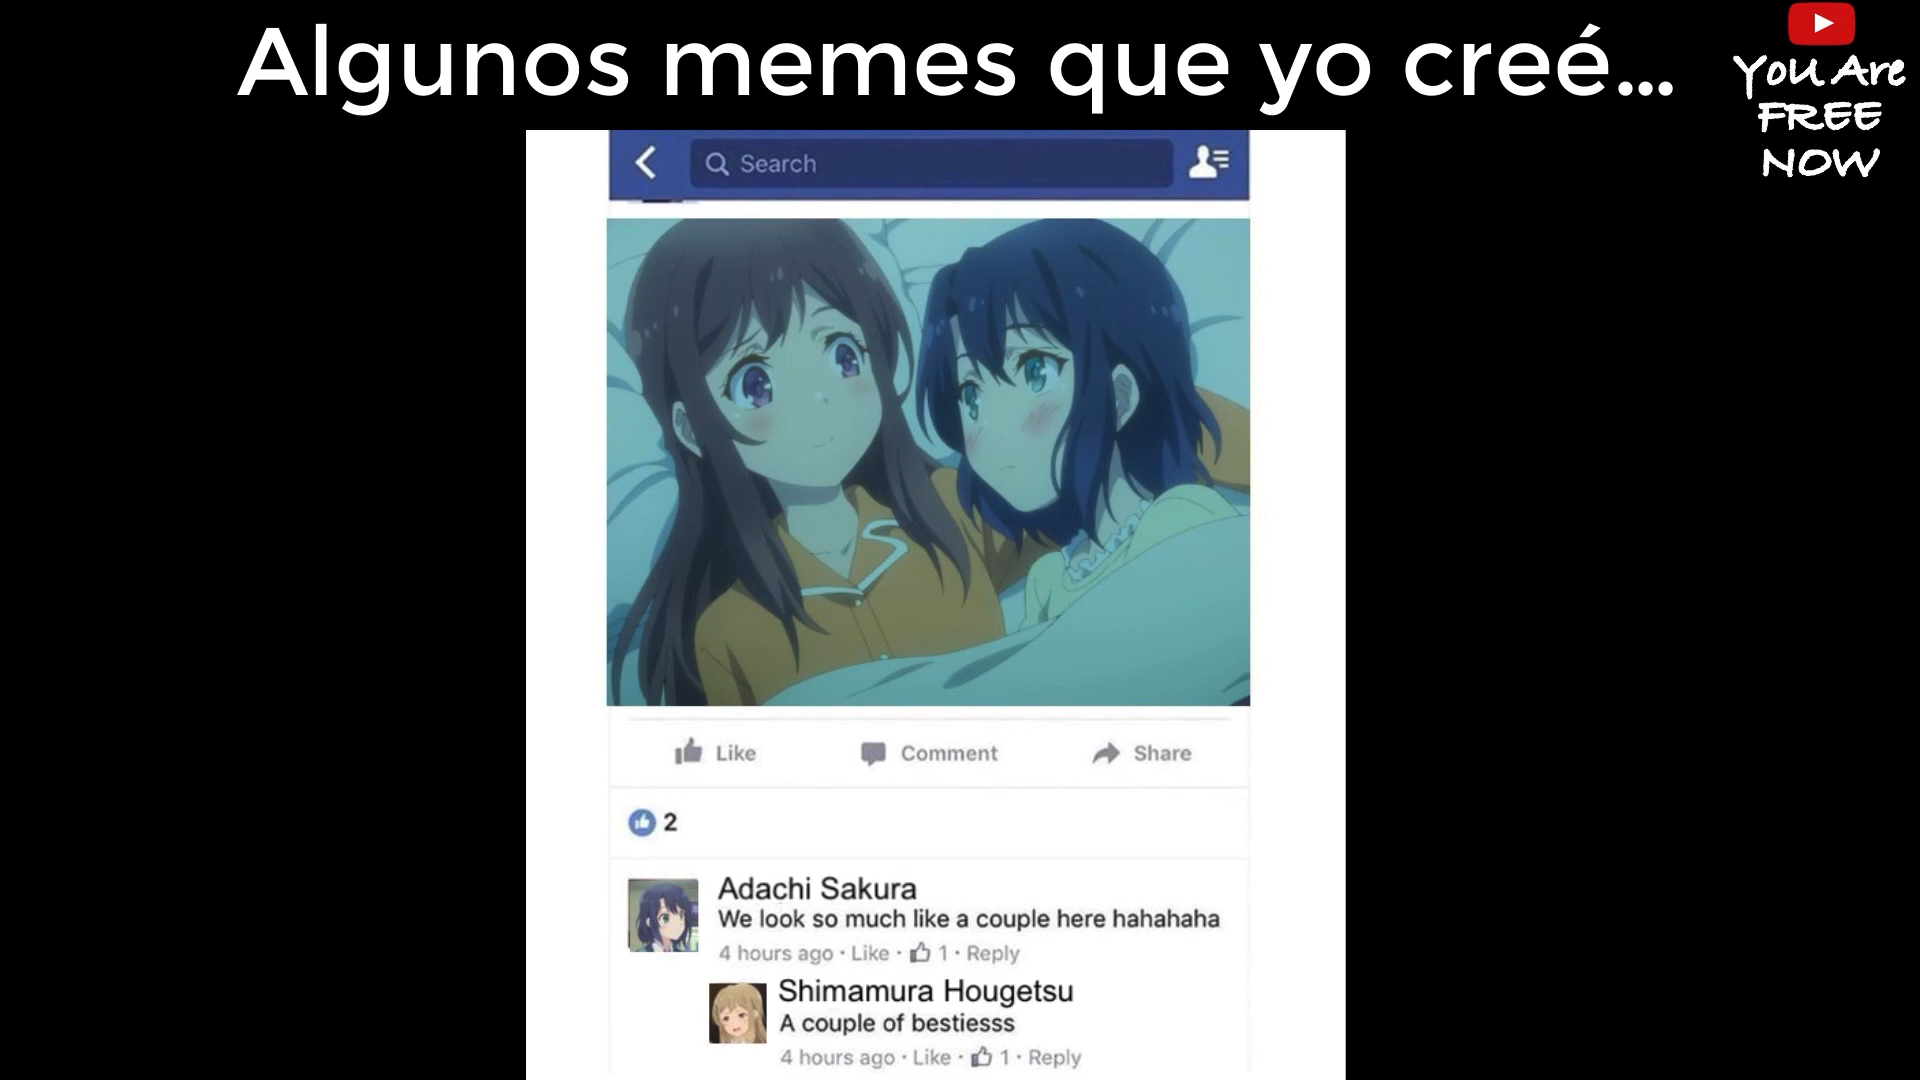 Algunos memes que yo creé...
YoU Are
FREE
NOW
Search
Like
Comment
Share
2
Adachi Sakura
We look so much like a couple here hahahaha
4 hours ago · Like · 1 · Reply
Shimamura Hougetsu
A couple of bestiesss
4 hours ago · Like · 1 · Reply